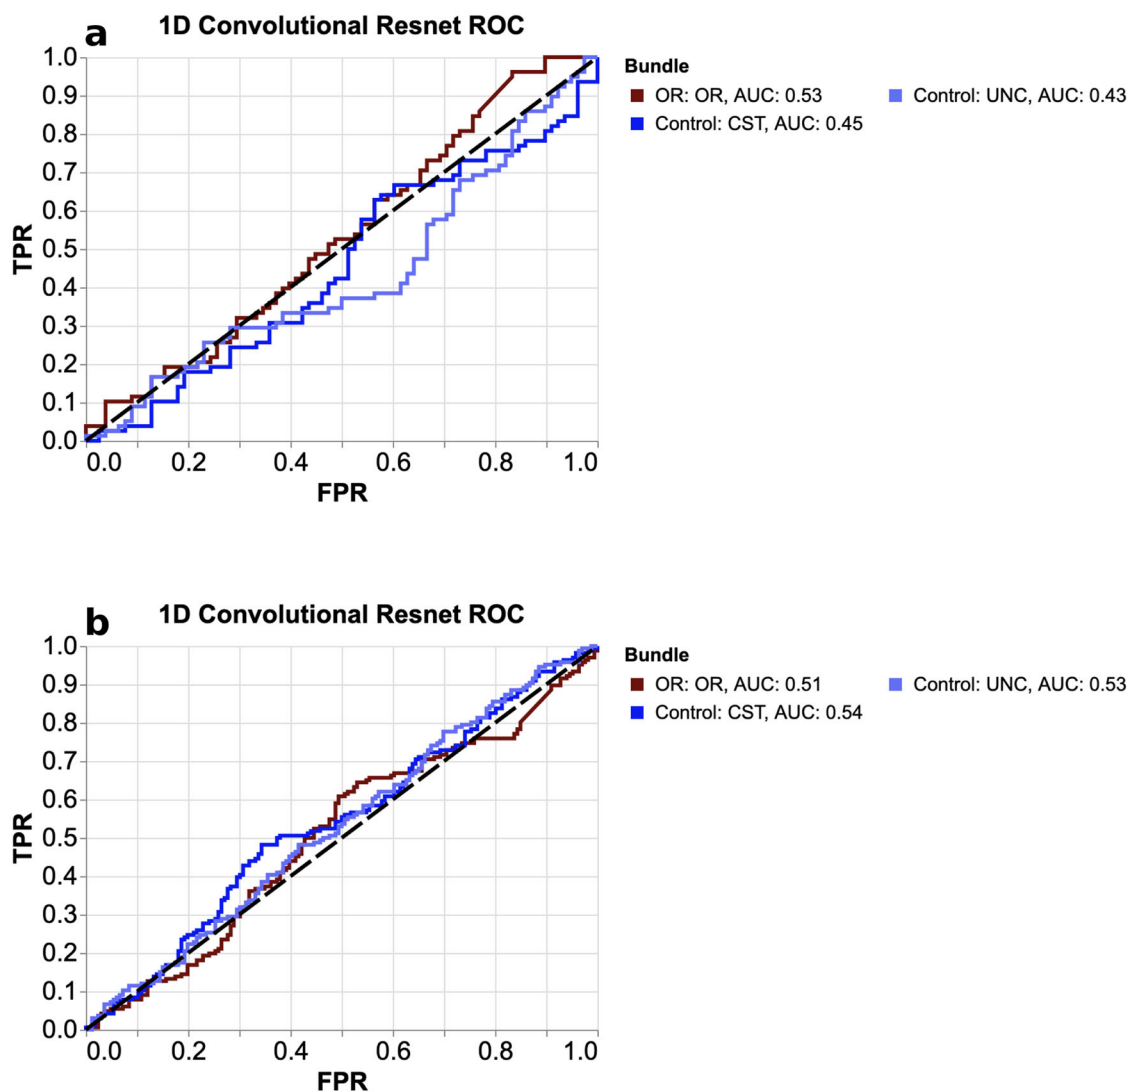 a
1D Convolutional Resnet ROC
1.0
0.9
0.8
0.7
0.6
0.5
0.4
0.3
0.2
0.1
0.0
TPR
0.0 0.2 0.4 0.6 0.8 1.0
FPR
Bundle
OR: OR, AUC: 0.53 Control: UNC, AUC: 0.43
Control: CST, AUC: 0.45
b
1D Convolutional Resnet ROC
1.0
0.9
0.8
0.7
0.6
0.5
0.4
0.3
0.2
0.1
0.0
TPR
0.0 0.2 0.4 0.6 0.8 1.0
FPR
Bundle
OR: OR, AUC: 0.51 Control: UNC, AUC: 0.53
Control: CST, AUC: 0.54